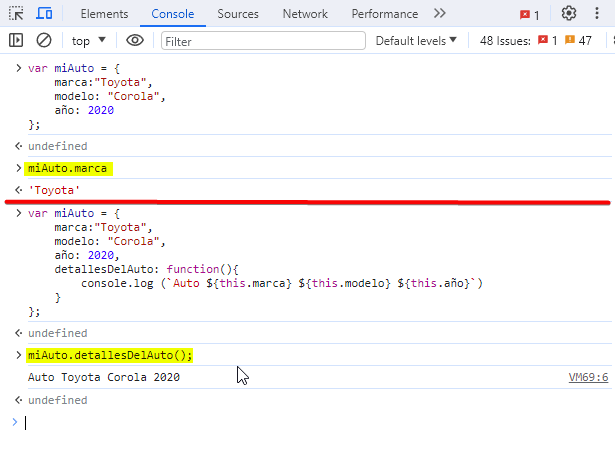 Elements Console Sources Network Performance 1
top Filter Default levels 48 Issues: 1 47
> var miAuto = {
marca:"Toyota",
modelo: "Corola",
año: 2020
};
undefined
> miAuto.marca
'Toyota'
> var miAuto = {
marca:"Toyota",
modelo: "Corola",
año: 2020,
detallesDelAuto: function(){
console.log (`Auto ${this.marca} ${this.modelo} ${this.año}`)
}
};
undefined
> miAuto.detallesDelAuto();
Auto Toyota Corola 2020 VM69:6
undefined
>